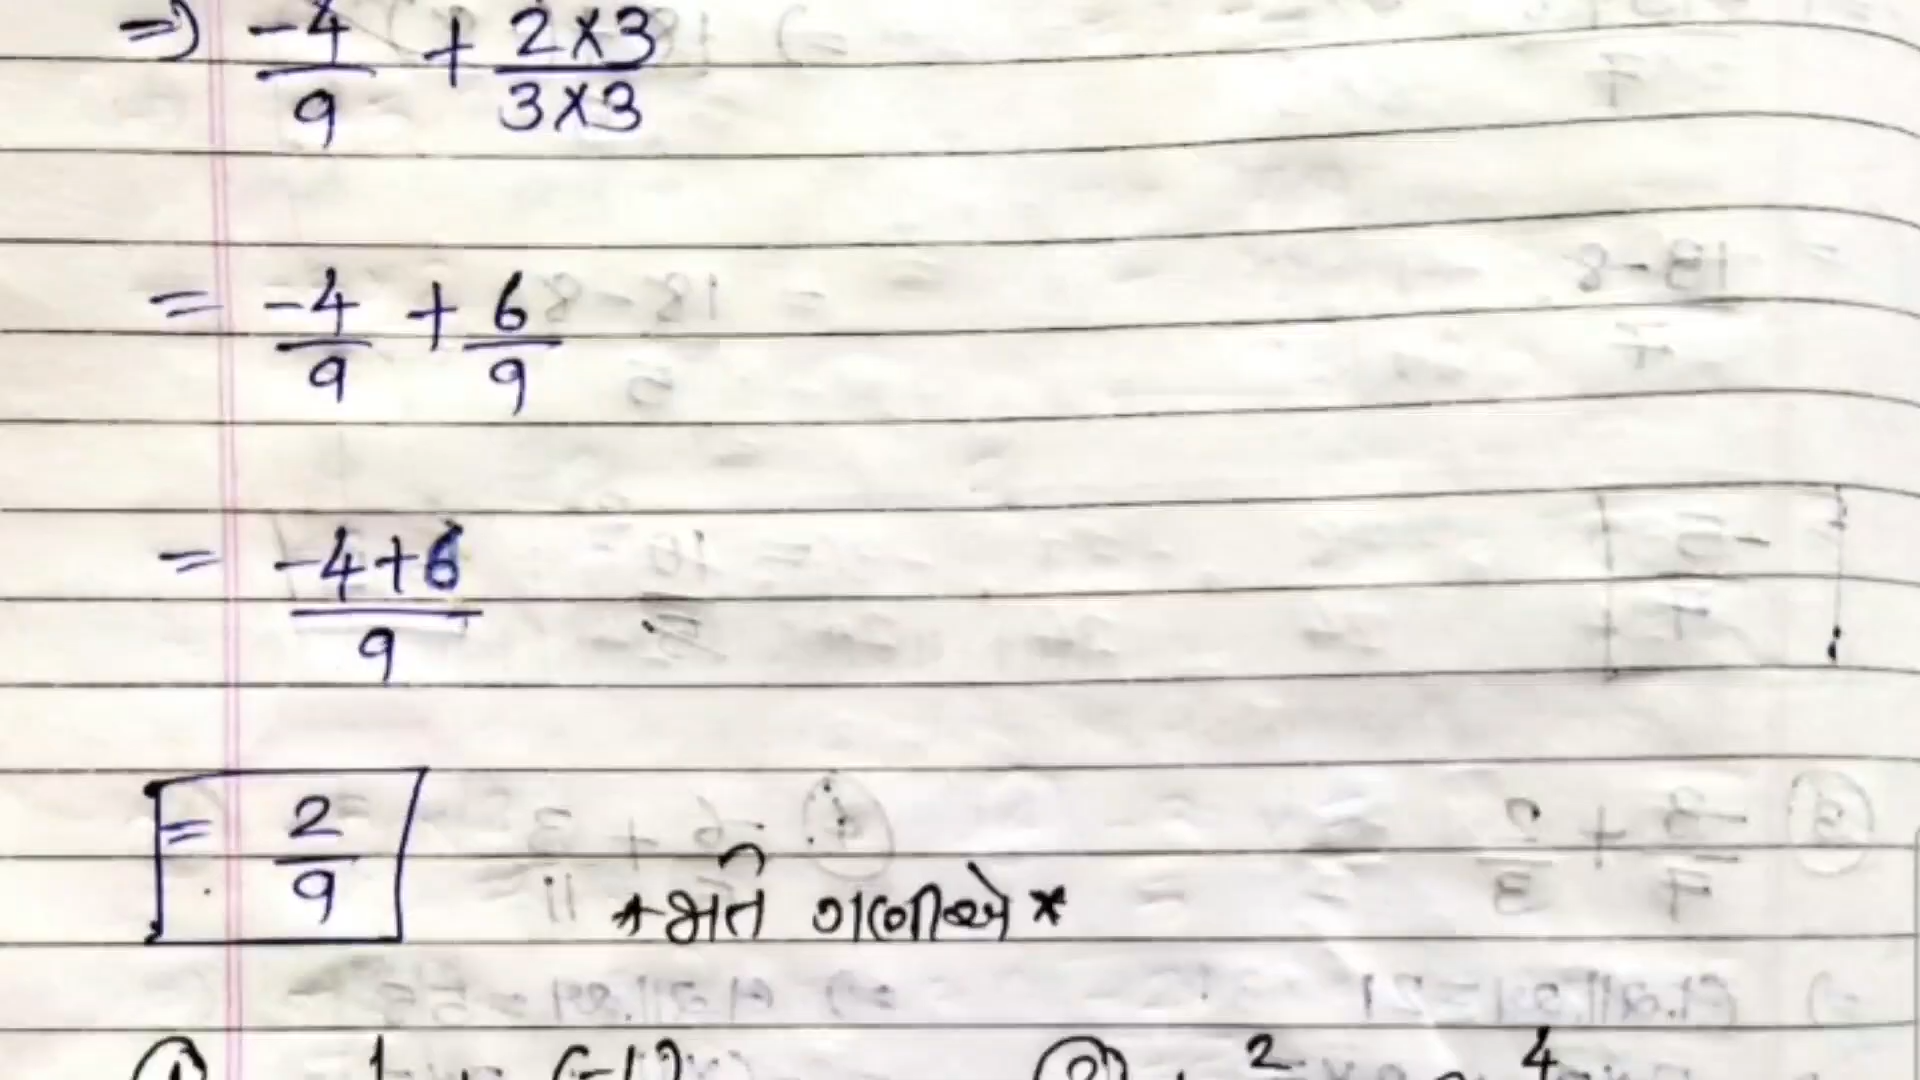 => -4/9 + 2×3/3×3
= -4/9 + 6/9
= -4+6/9
= 2/9
*જાતે ગણીએ*